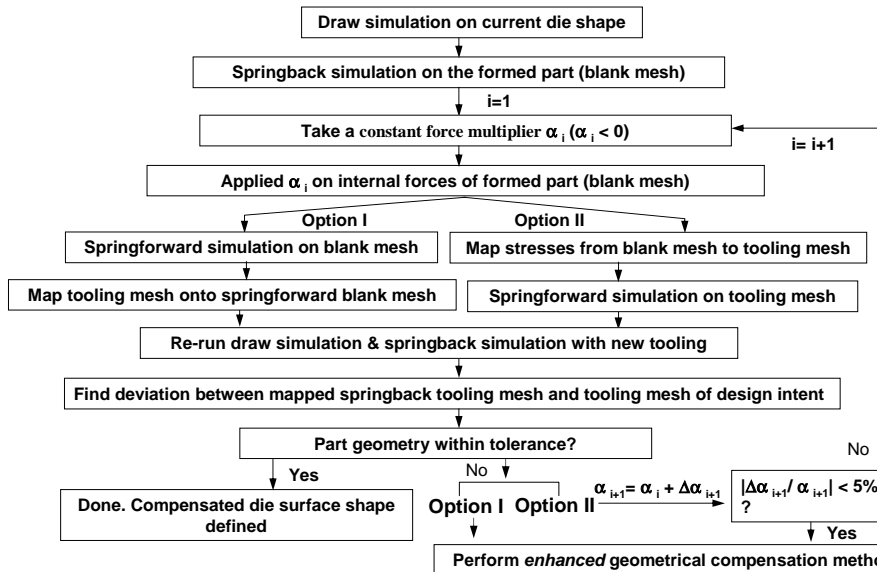 Draw simulation on current die shape
Springback simulation on the formed part (blank mesh)
i=1
Take a constant force multiplier α i (α i < 0)
i= i+1
Applied α i on internal forces of formed part (blank mesh)
Option I
Option II
Springforward simulation on blank mesh
Map stresses from blank mesh to tooling mesh
Map tooling mesh onto springforward blank mesh
Springforward simulation on tooling mesh
Re-run draw simulation & springback simulation with new tooling
Find deviation between mapped springback tooling mesh and tooling mesh of design intent
Part geometry within tolerance?
No
Yes
No
α i+1= α i + Δα i+1
|Δα i+1/ α i+1| < 5%
?
Done. Compensated die surface shape
defined
Option I
Option II
Yes
Perform enhanced geometrical compensation metho